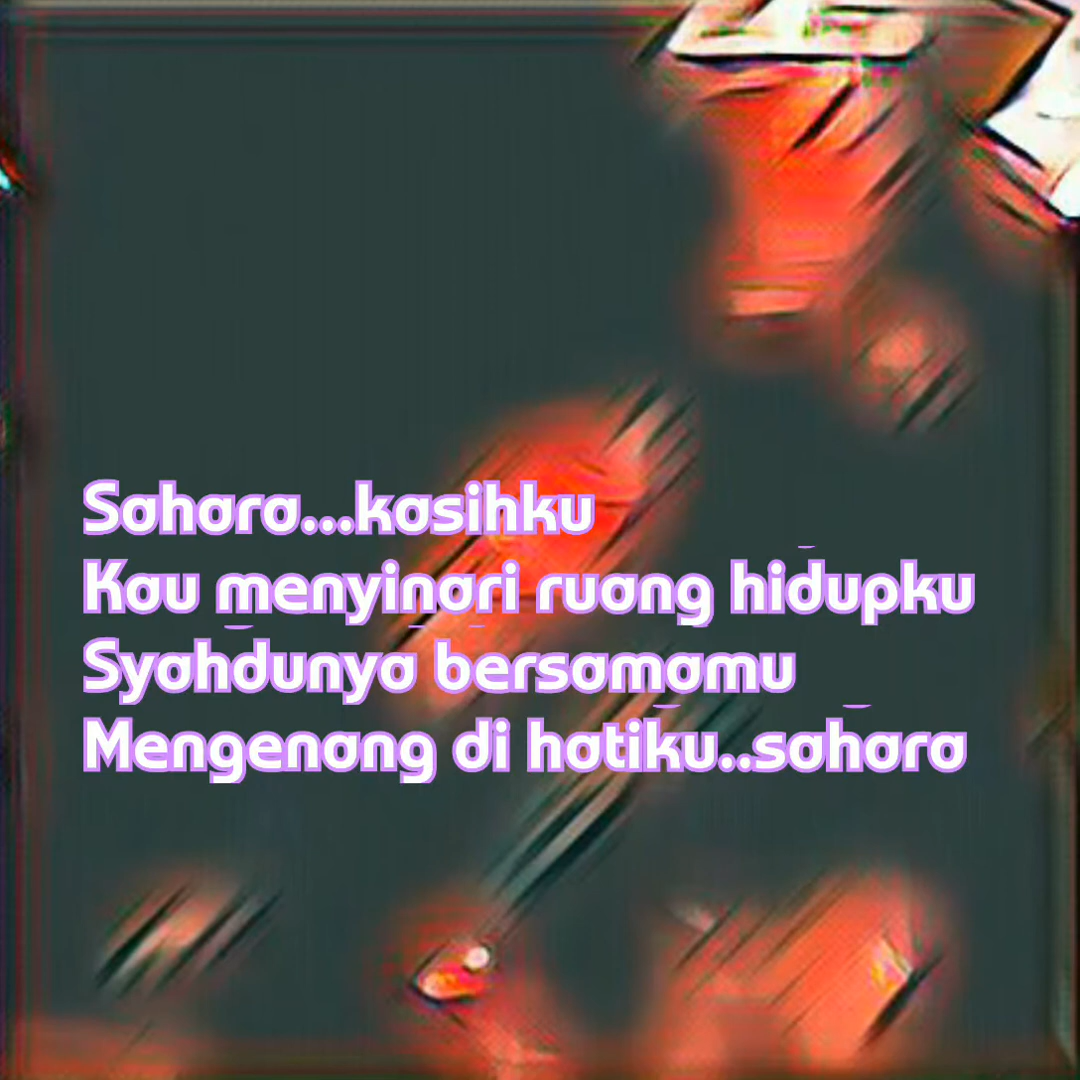 Sahara...kasihku
Kau menyinari ruang hidupku
Syahdunya bersamamu
Mengenang di hatiku..sahara